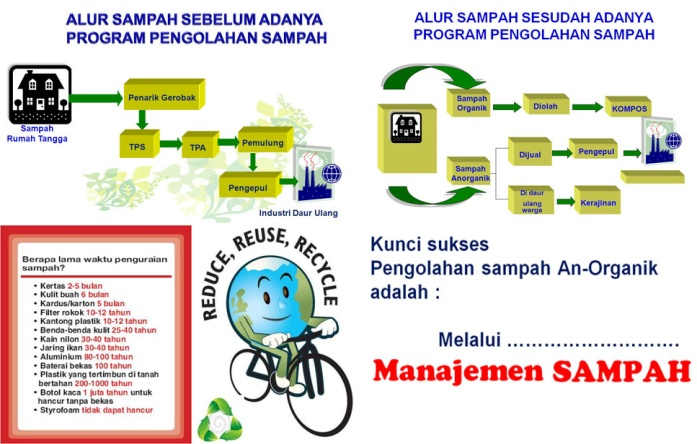 ALUR SAMPAH SEBELUM ADANYA
PROGRAM PENGOLAHAN SAMPAH
Sampah
Rumah Tangga
Penarik Gerobak
TPS
TPA
Pemulung
Pengepul
Industri Daur Ulang
ALUR SAMPAH SESUDAH ADANYA
PROGRAM PENGOLAHAN SAMPAH
Sampah
Organik
Diolah
KOMPOS
Sampah
Anorganik
Dijual
Pengepul
Di daur
ulang
warga
Kerajinan
Berapa lama waktu penguraian
sampah?
• Kertas 2-5 bulan
• Kulit buah 6 bulan
• Kardus/karton 5 bulan
• Filter rokok 10-12 tahun
• Kantong plastik 10-12 tahun
• Benda-benda kulit 25-40 tahun
• Kain nilon 30-40 tahun
• Jaring ikan 30-40 tahun
• Aluminium 80-100 tahun
• Baterai bekas 100 tahun
• Plastik yang tertimbun di tanah
bertahan 200-1000 tahun
• Botol kaca 1 juta tahun untuk
hancur tanpa bekas
• Styrofoam tidak dapat hancur
REDUCE, REUSE, RECYCLE
Kunci sukses
Pengolahan sampah An-Organik
adalah :
Melalui ...........................
Manajemen SAMPAH